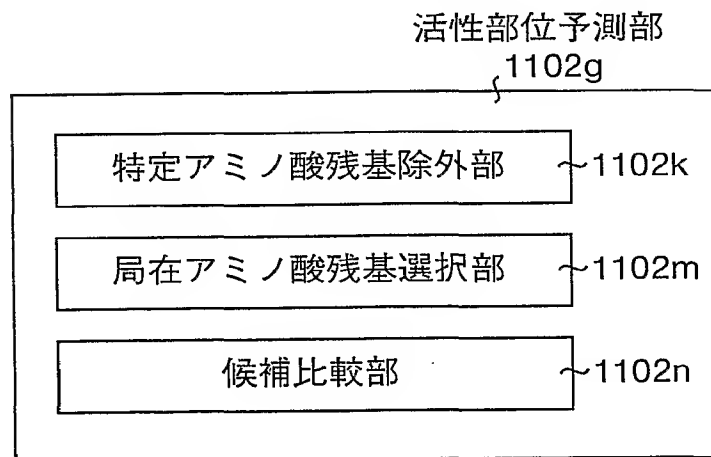 活性部位予測部
1102g
特定アミノ酸残基除外部 1102k
局在アミノ酸残基選択部 1102m
候補比較部 1102n